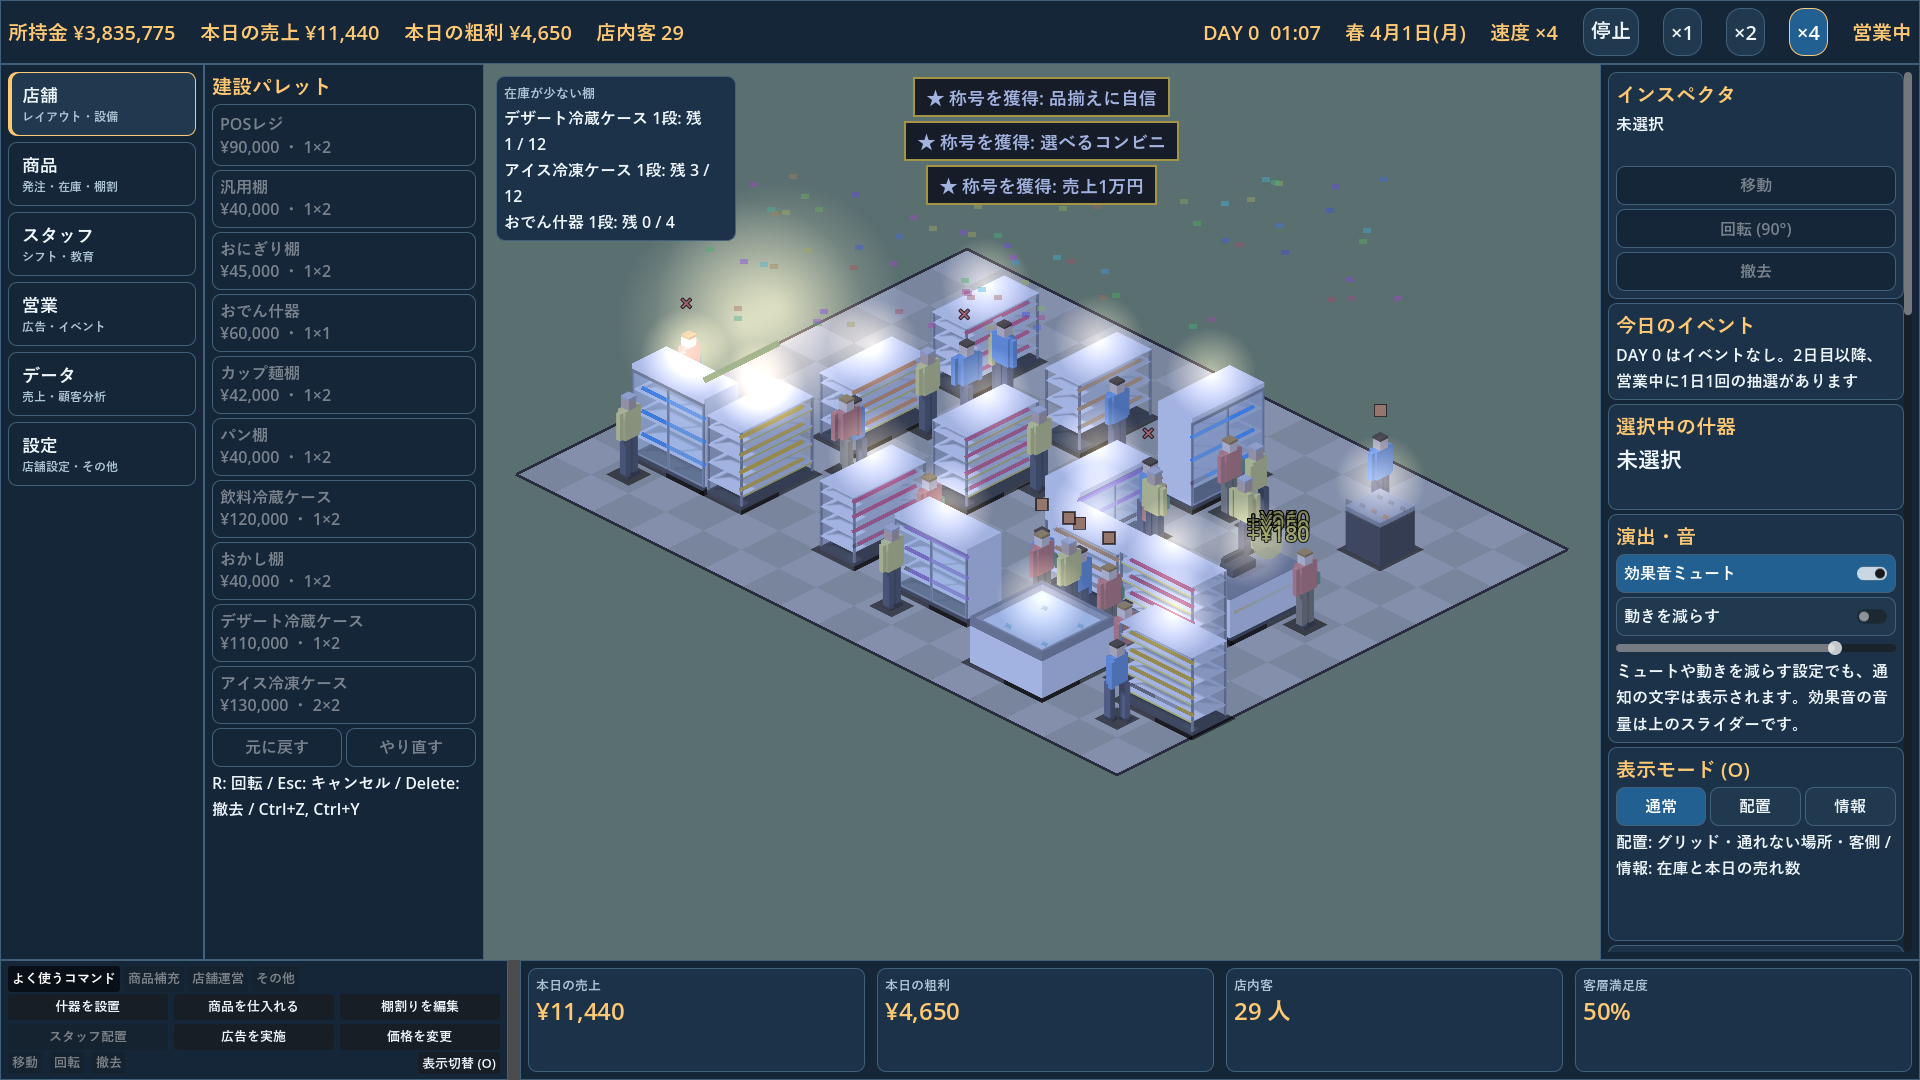 所持金 ¥3,835,775 本日の売上 ¥11,440 本日の粗利 ¥4,650 店内客 29
DAY 0 01:07 春 4月1日(月) 速度 ×4 停止 ×1 ×2 ×4 営業中
店舗
レイアウト・設備
商品
発注・在庫・棚割
スタッフ
シフト・教育
営業
広告・イベント
データ
売上・顧客分析
設定
店舗設定・その他
建設パレット
POSレジ
¥90,000 ・ 1×2
汎用棚
¥40,000 ・ 1×2
おにぎり棚
¥45,000 ・ 1×2
おでん什器
¥60,000 ・ 1×1
カップ麺棚
¥42,000 ・ 1×2
パン棚
¥40,000 ・ 1×2
飲料冷蔵ケース
¥120,000 ・ 1×2
おかし棚
¥40,000 ・ 1×2
デザート冷蔵ケース
¥110,000 ・ 1×2
アイス冷凍ケース
¥130,000 ・ 2×2
元に戻す やり直す
R: 回転 / Esc: キャンセル / Delete:
撤去 / Ctrl+Z, Ctrl+Y
在庫が少ない棚
デザート冷蔵ケース 1段: 残
1 / 12
アイス冷凍ケース 1段: 残 3 /
12
おでん什器 1段: 残 0 / 4
★ 称号を獲得: 品揃えに自信
★ 称号を獲得: 選べるコンビニ
★ 称号を獲得: 売上1万円
+¥180
インスペクタ
未選択
移動
回転 (90°)
撤去
今日のイベント
DAY 0 はイベントなし。2日目以降、
営業中に1日1回の抽選があります
選択中の什器
未選択
演出・音
効果音ミュート
動きを減らす
ミュートや動きを減らす設定でも、通
知の文字は表示されます。効果音の音
量は上のスライダーです。
表示モード (O)
通常 配置 情報
配置: グリッド・通れない場所・客側 /
情報: 在庫と本日の売れ数
よく使うコマンド 商品補充 店舗運営 その他
什器を設置 商品を仕入れる 棚割りを編集
スタッフ配置 広告を実施 価格を変更
移動 回転 撤去 表示切替 (O)
本日の売上
¥11,440
本日の粗利
¥4,650
店内客
29 人
客層満足度
50%